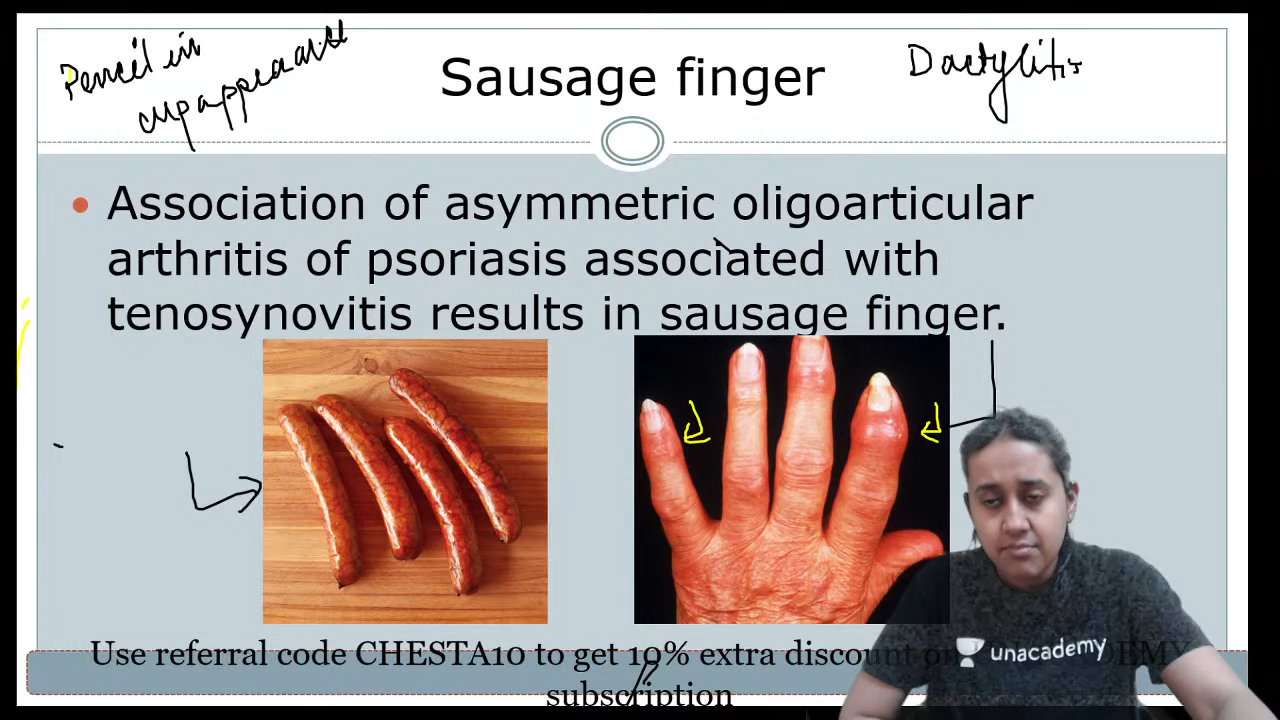 Pencil in
cup appearance
Sausage finger
Dactylitis
Association of asymmetric oligoarticular
arthritis of psoriasis associated with
tenosynovitis results in sausage finger.
Use referral code CHESTA10 to get 10% extra discount on
subscription
unacademy